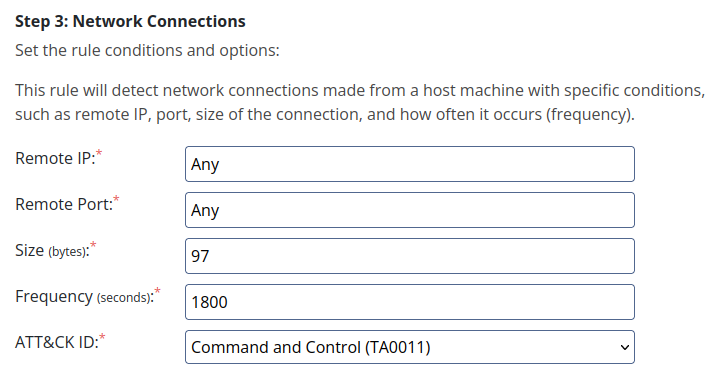 Step 3: Network Connections
Set the rule conditions and options:
This rule will detect network connections made from a host machine with specific conditions,
such as remote IP, port, size of the connection, and how often it occurs (frequency).
Remote IP:* Any
Remote Port:* Any
Size (bytes):* 97
Frequency (seconds):* 1800
ATT&CK ID:* Command and Control (TA0011)